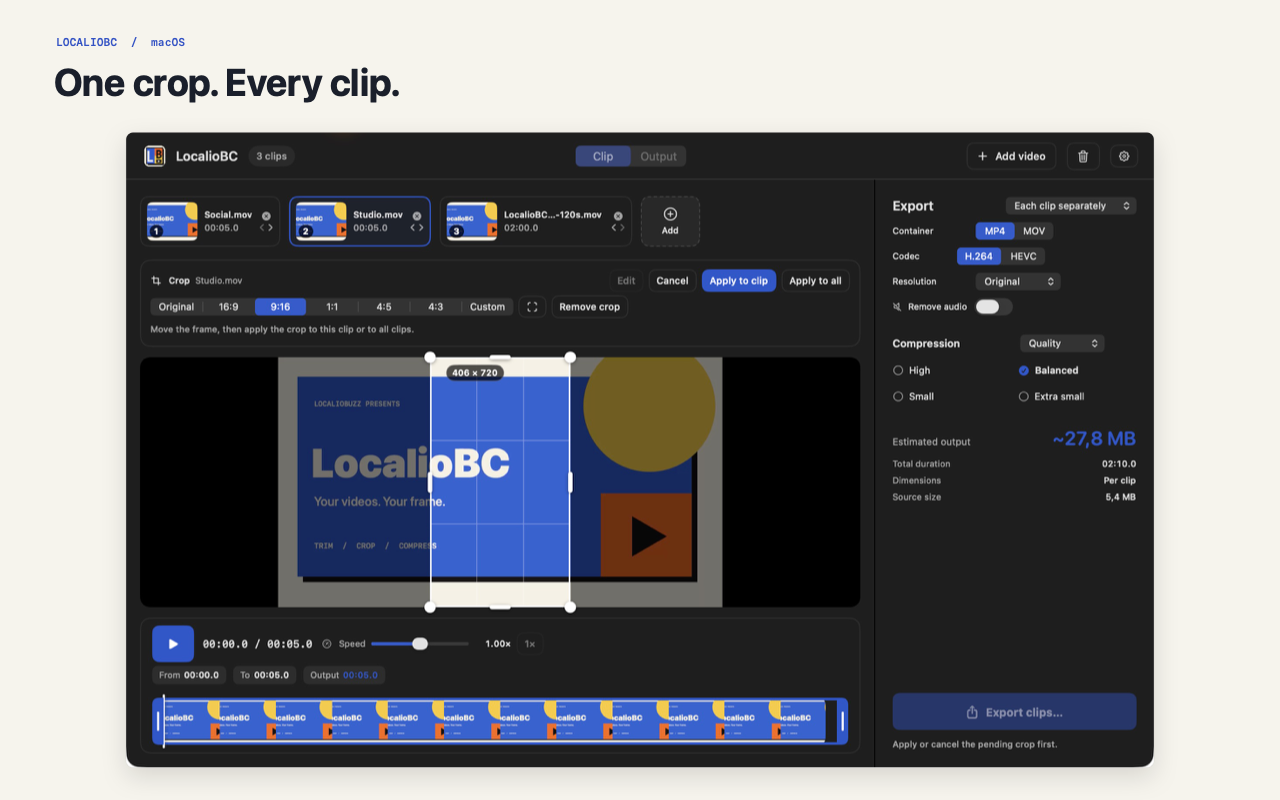 LOCALIOBC / macOS
One crop. Every clip.
LocalioBC 3 clips
Clip Output
Add video
1 Social.mov 00:05.0
2 Studio.mov 00:05.0
3 LocalioBC...-120s.mov 02:00.0
Add
Crop Studio.mov
Edit Cancel Apply to clip Apply to all
Original 16:9 9:16 1:1 4:5 4:3 Custom Remove crop
Move the frame, then apply the crop to this clip or to all clips.
406 × 720
LOCALIOBUZZ PRESENTS
LocalioBC
Your videos. Your frame.
TRIM / CROP / COMPRESS
00:00.0 / 00:05.0 Speed 1.00× 1×
From 00:00.0 To 00:05.0 Output 00:05.0
Export Each clip separately
Container MP4 MOV
Codec H.264 HEVC
Resolution Original
Remove audio
Compression Quality
High Balanced
Small Extra small
Estimated output ~27,8 MB
Total duration 02:10.0
Dimensions Per clip
Source size 5,4 MB
Export clips...
Apply or cancel the pending crop first.